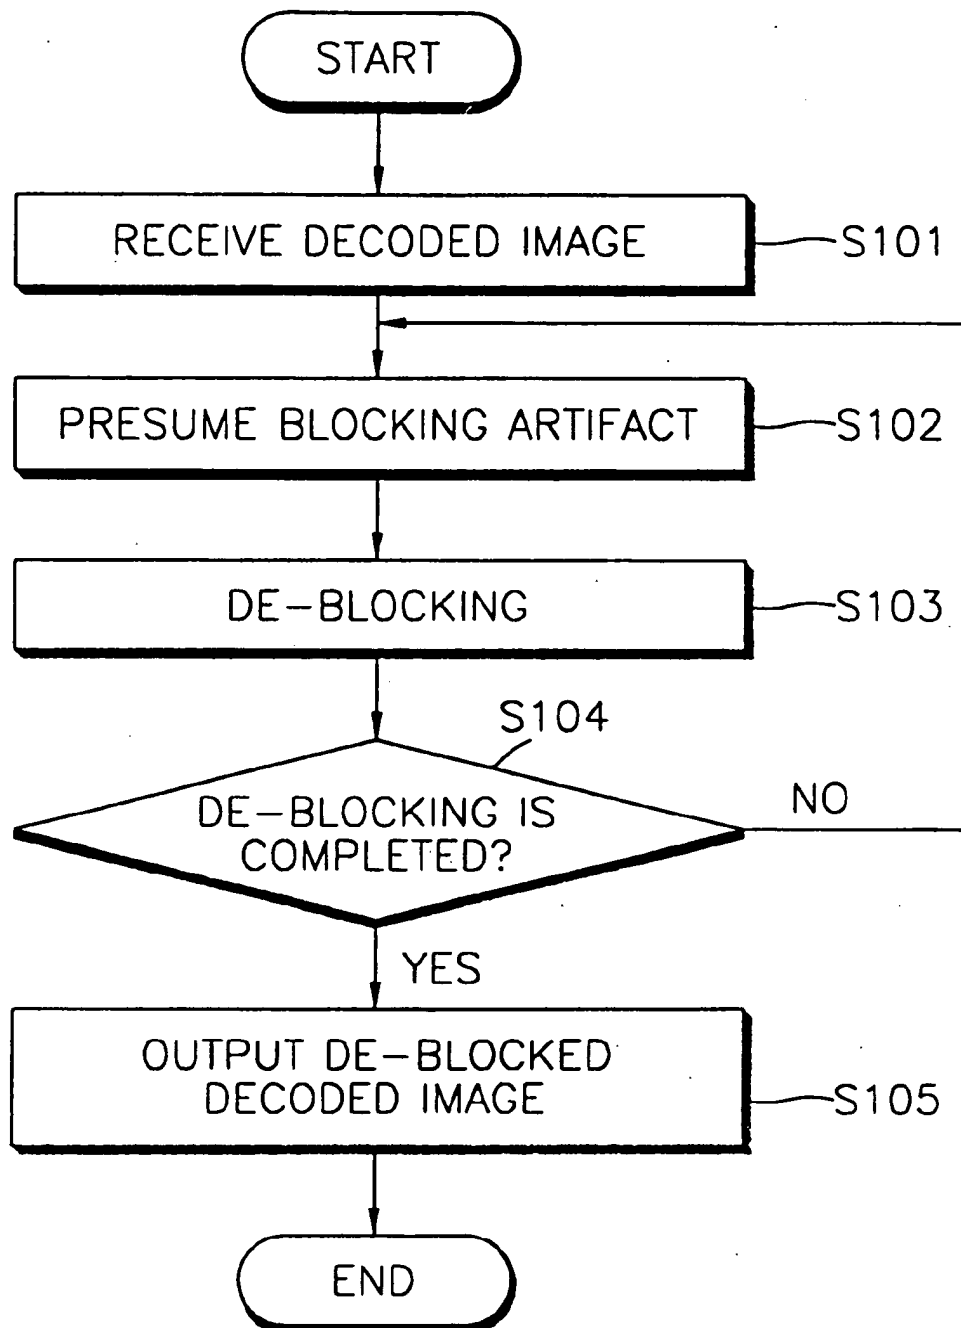 START
RECEIVE DECODED IMAGE
S101
PRESUME BLOCKING ARTIFACT
S102
DE-BLOCKING
S103
S104
DE-BLOCKING IS
COMPLETED?
NO
YES
OUTPUT DE-BLOCKED
DECODED IMAGE
S105
END